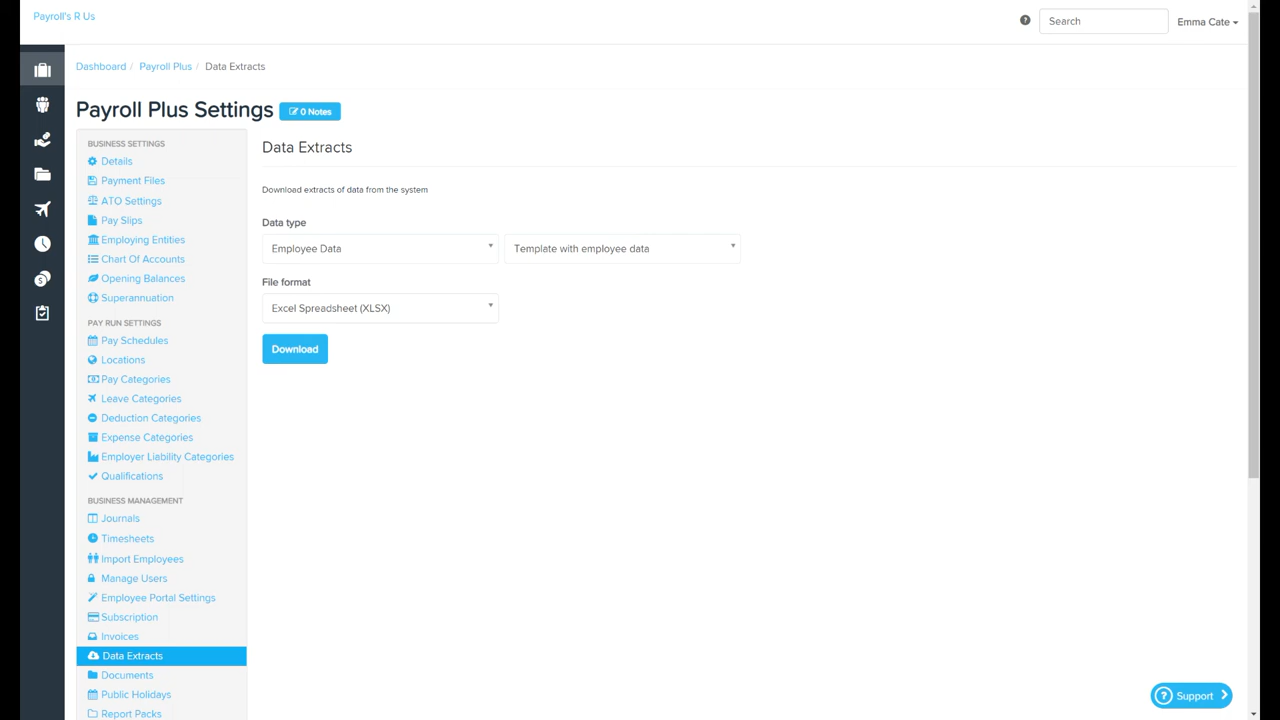 Payroll's R Us
Search
Emma Cate
Dashboard / Payroll Plus / Data Extracts
Payroll Plus Settings
0 Notes
BUSINESS SETTINGS
Details
Payment Files
ATO Settings
Pay Slips
Employing Entities
Chart Of Accounts
Opening Balances
Superannuation
PAY RUN SETTINGS
Pay Schedules
Locations
Pay Categories
Leave Categories
Deduction Categories
Expense Categories
Employer Liability Categories
Qualifications
BUSINESS MANAGEMENT
Journals
Timesheets
Import Employees
Manage Users
Employee Portal Settings
Subscription
Invoices
Data Extracts
Documents
Public Holidays
Report Packs
Data Extracts
Download extracts of data from the system
Data type
Employee Data
Template with employee data
File format
Excel Spreadsheet (XLSX)
Download
Support